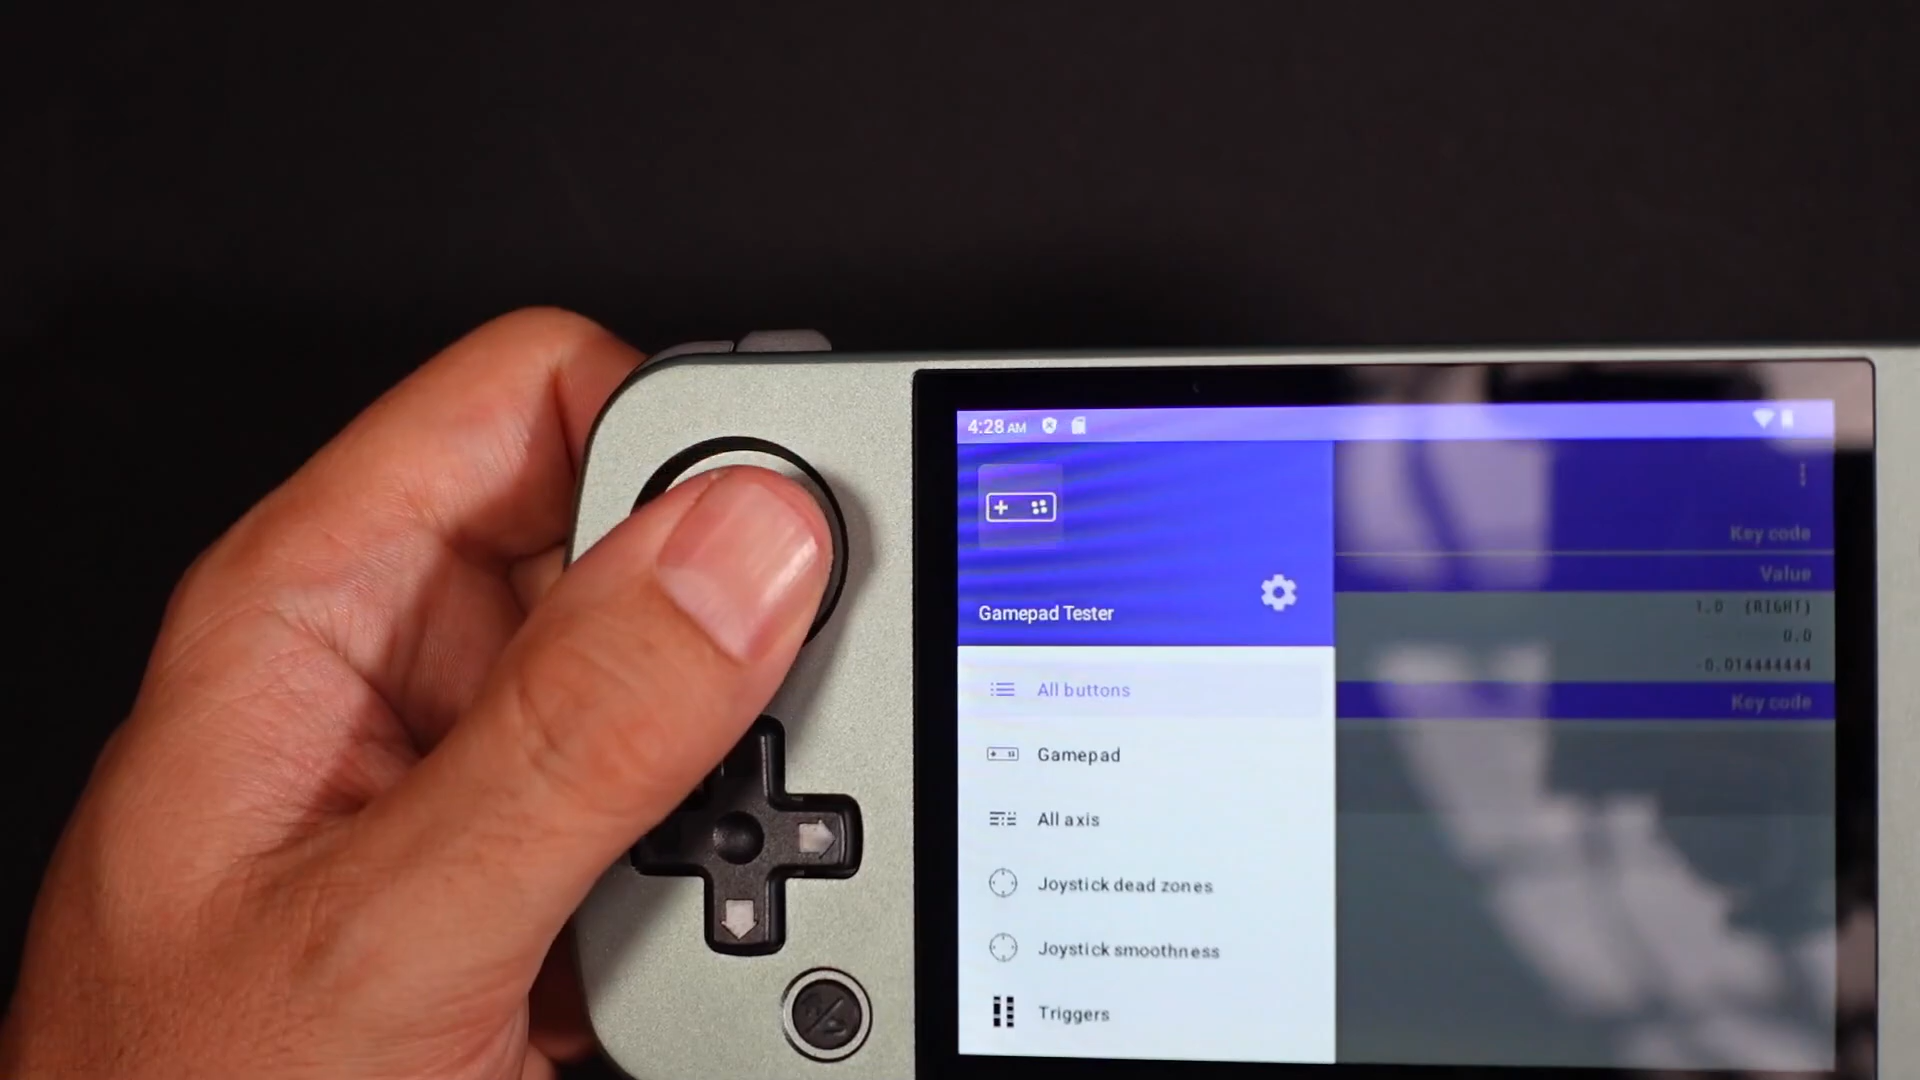 4:28 AM
Key code
Value
Gamepad Tester
1.0 (RIGHT)
0.0
-0.014444444
All buttons
Key code
Gamepad
All axis
Joystick dead zones
Joystick smoothness
Triggers